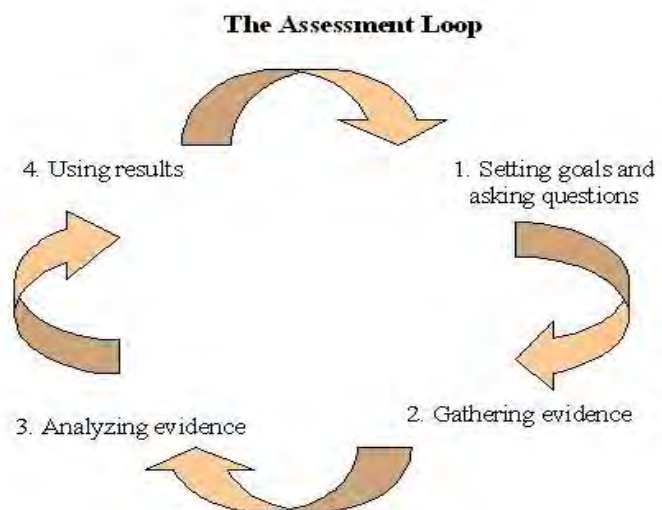 The Assessment Loop
4. Using results
1. Setting goals and
asking questions
2. Gathering evidence
3. Analyzing evidence